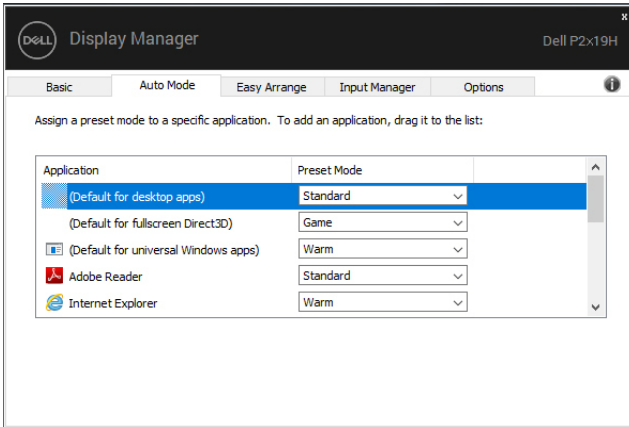 x
DELL Display Manager Dell P2x19H
Basic Auto Mode Easy Arrange Input Manager Options i
Assign a preset mode to a specific application. To add an application, drag it to the list:
Application Preset Mode
(Default for desktop apps) Standard
(Default for fullscreen Direct3D) Game
(Default for universal Windows apps) Warm
Adobe Reader Standard
Internet Explorer Warm